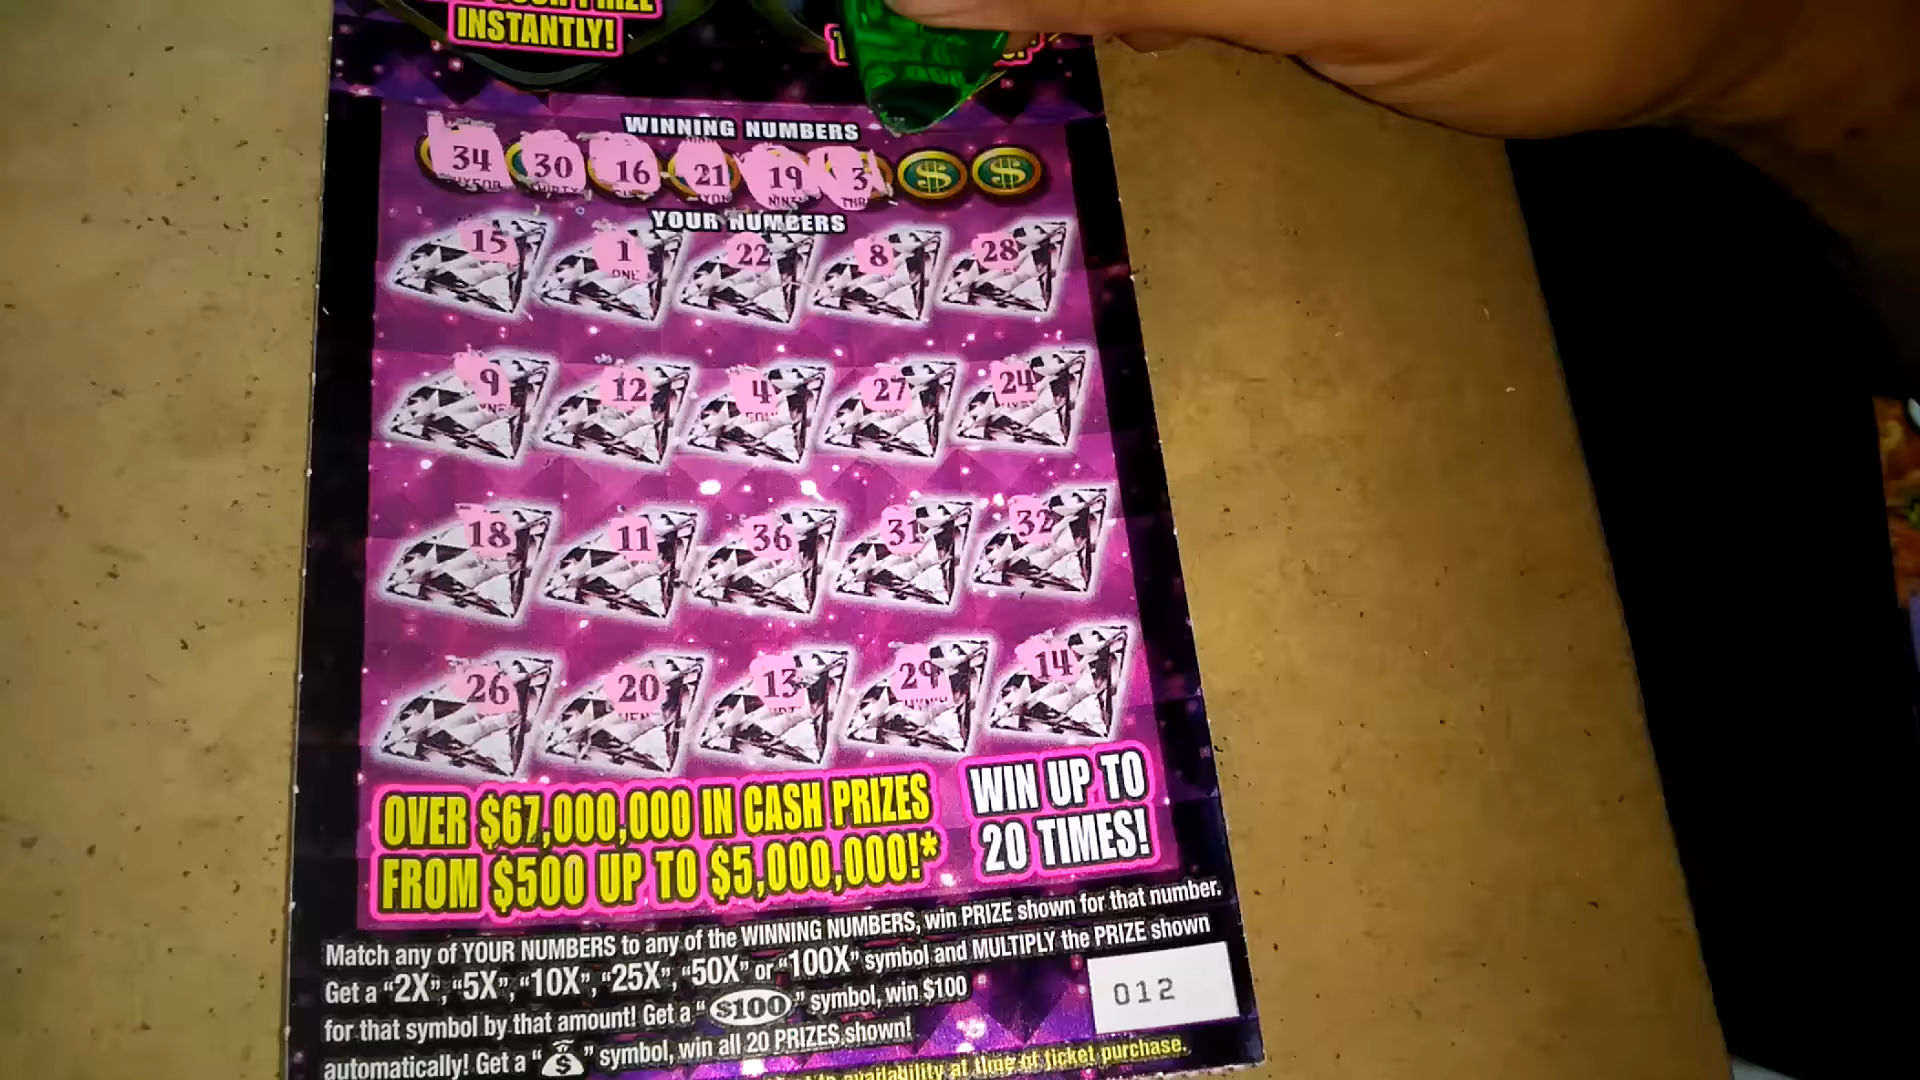 INSTANTLY!
WINNING NUMBERS
34 30 16 21 19 3 $ $
YOUR NUMBERS
15 1 22 8 28
ONE
9 12 4 27 24
18 11 36 31 32
26 20 13 29 14
OVER $67,000,000 IN CASH PRIZES
FROM $500 UP TO $5,000,000!*
WIN UP TO
20 TIMES!
Match any of YOUR NUMBERS to any of the WINNING NUMBERS, win PRIZE shown for that number.
Get a “2X”, “5X”, “10X”, “25X”, “50X” or “100X” symbol and MULTIPLY the PRIZE shown
for that symbol by that amount! Get a “$100” symbol, win $100
automatically! Get a “$” symbol, win all 20 PRIZES shown!
availability at time of ticket purchase.
012